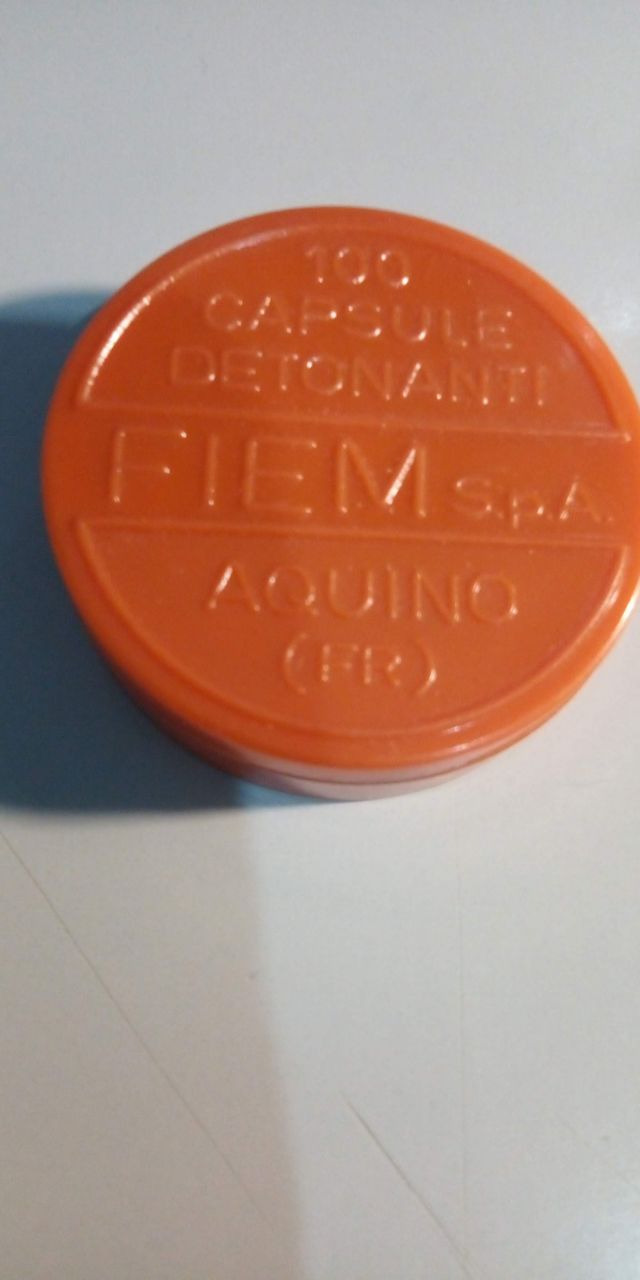 100
CAPSULE
DETONANTI
FIEM S.p.A.
AQUINO
(FR)